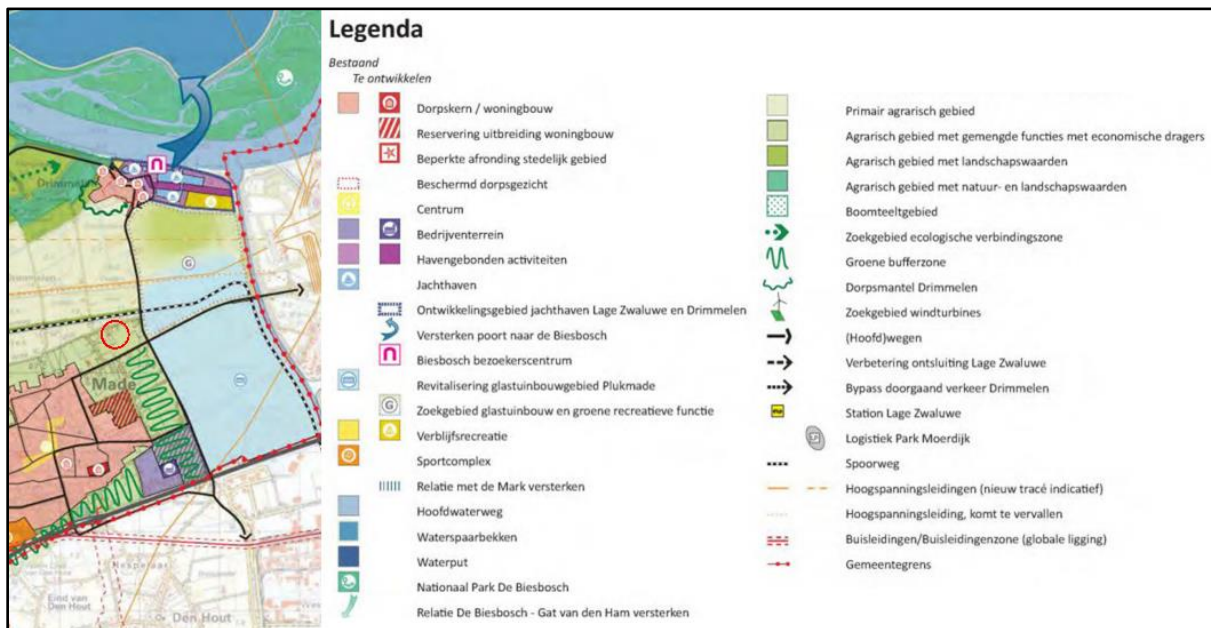 Legenda
Bestaand
Te ontwikkelen
Dorpskern / woningbouw
Reservering uitbreiding woningbouw
Beperkte afronding stedelijk gebied
Beschermd dorpsgezicht
Centrum
Bedrijventerrein
Havengebonden activiteiten
Jachthaven
Ontwikkelingsgebied jachthaven Lage Zwaluwe en Drimmelen
Versterken poort naar de Biesbosch
Biesbosch bezoekerscentrum
Revitalisering glastuinbouwgebied Plukmade
G Zoekgebied glastuinbouw en groene recreatieve functie
Verblijfsrecreatie
Sportcomplex
Relatie met de Mark versterken
Hoofdwaterweg
Waterspaarbekken
Waterput
Nationaal Park De Biesbosch
Relatie De Biesbosch - Gat van den Ham versterken
Primair agrarisch gebied
Agrarisch gebied met gemengde functies met economische dragers
Agrarisch gebied met landschapswaarden
Agrarisch gebied met natuur- en landschapswaarden
Boomteeltgebied
Zoekgebied ecologische verbindingszone
Groene bufferzone
Dorpsmantel Drimmelen
Zoekgebied windturbines
(Hoofd)wegen
Verbetering ontsluiting Lage Zwaluwe
Bypass doorgaand verkeer Drimmelen
Station Lage Zwaluwe
Logistiek Park Moerdijk
Spoorweg
Hoogspanningsleidingen (nieuw tracé indicatief)
Hoogspanningsleiding, komt te vervallen
Buisleidingen/Buisleidingenzone (globale ligging)
Gemeentegrens
Drimmelen
G
Made
Eind van
Den Hout
Den Hout